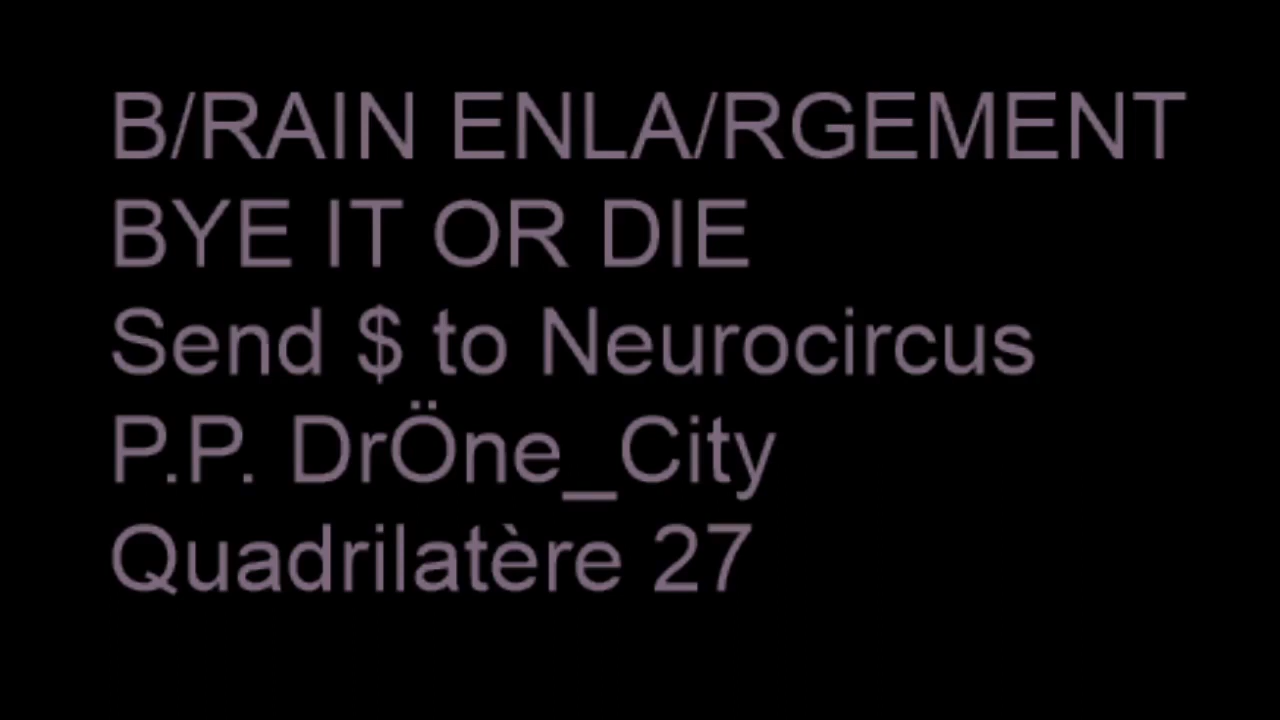 B/RAIN ENLA/RGEMENT
BYE IT OR DIE
Send $ to Neurocircus
P.P. DrÖne_City
Quadrilatère 27